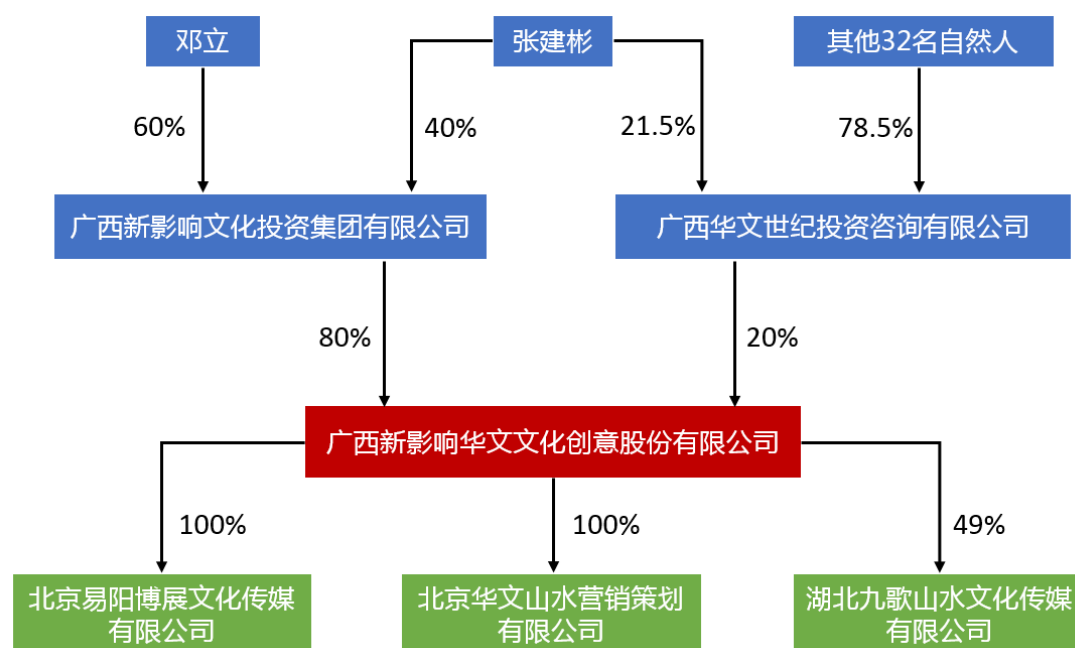 邓立
张建彬
其他32名自然人
60%
40%
21.5%
78.5%
广西新影响文化投资集团有限公司
广西华文世纪投资咨询有限公司
80%
20%
广西新影响华文文化创意股份有限公司
100%
100%
49%
北京易阳博展文化传媒
有限公司
北京华文山水营销策划
有限公司
湖北九歌山水文化传媒
有限公司